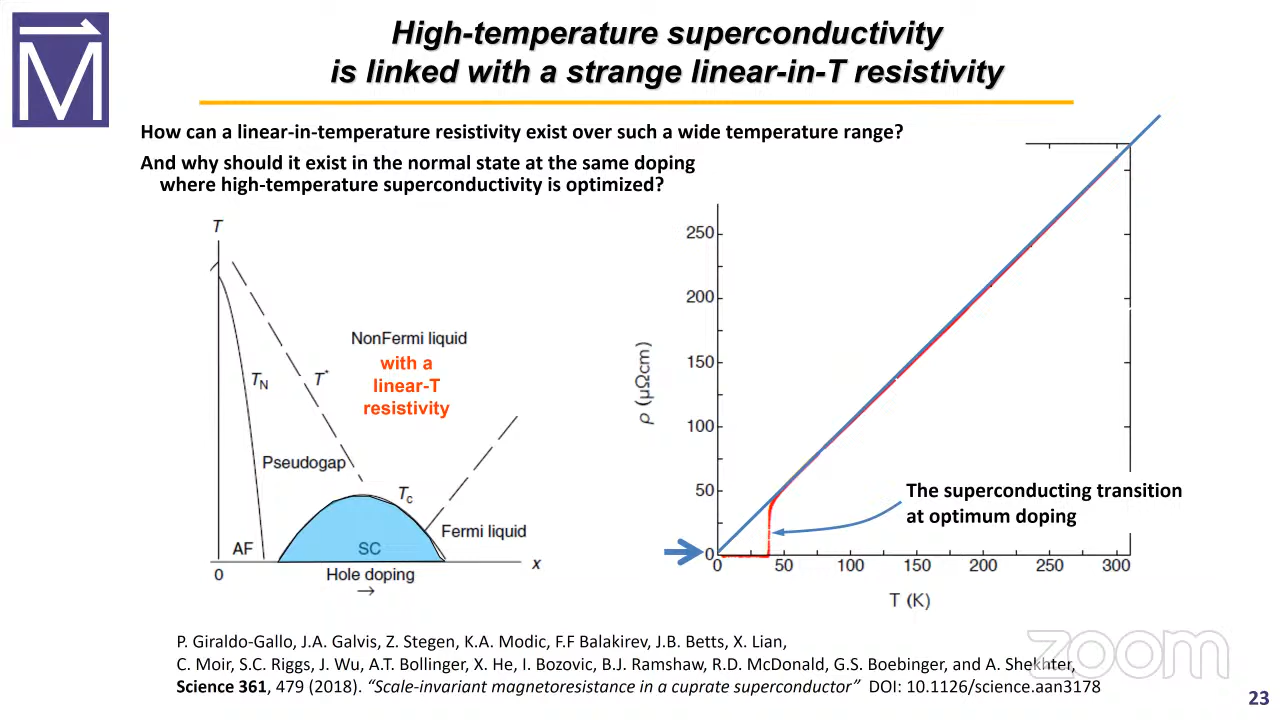 M
High-temperature superconductivity
is linked with a strange linear-in-T resistivity
How can a linear-in-temperature resistivity exist over such a wide temperature range?
And why should it exist in the normal state at the same doping
where high-temperature superconductivity is optimized?
T
NonFermi liquid
with a
linear-T
resistivity
T_N
T*
Pseudogap
T_c
Fermi liquid
AF
SC
x
0
Hole doping
→
250
200
150
100
50
0
ρ (µΩcm)
The superconducting transition
at optimum doping
50 100 150 200 250 300
T (K)
P. Giraldo-Gallo, J.A. Galvis, Z. Stegen, K.A. Modic, F.F Balakirev, J.B. Betts, X. Lian,
C. Moir, S.C. Riggs, J. Wu, A.T. Bollinger, X. He, I. Bozovic, B.J. Ramshaw, R.D. McDonald, G.S. Boebinger, and A. Shekhter,
Science 361, 479 (2018). “Scale-invariant magnetoresistance in a cuprate superconductor” DOI: 10.1126/science.aan3178
zoom
23